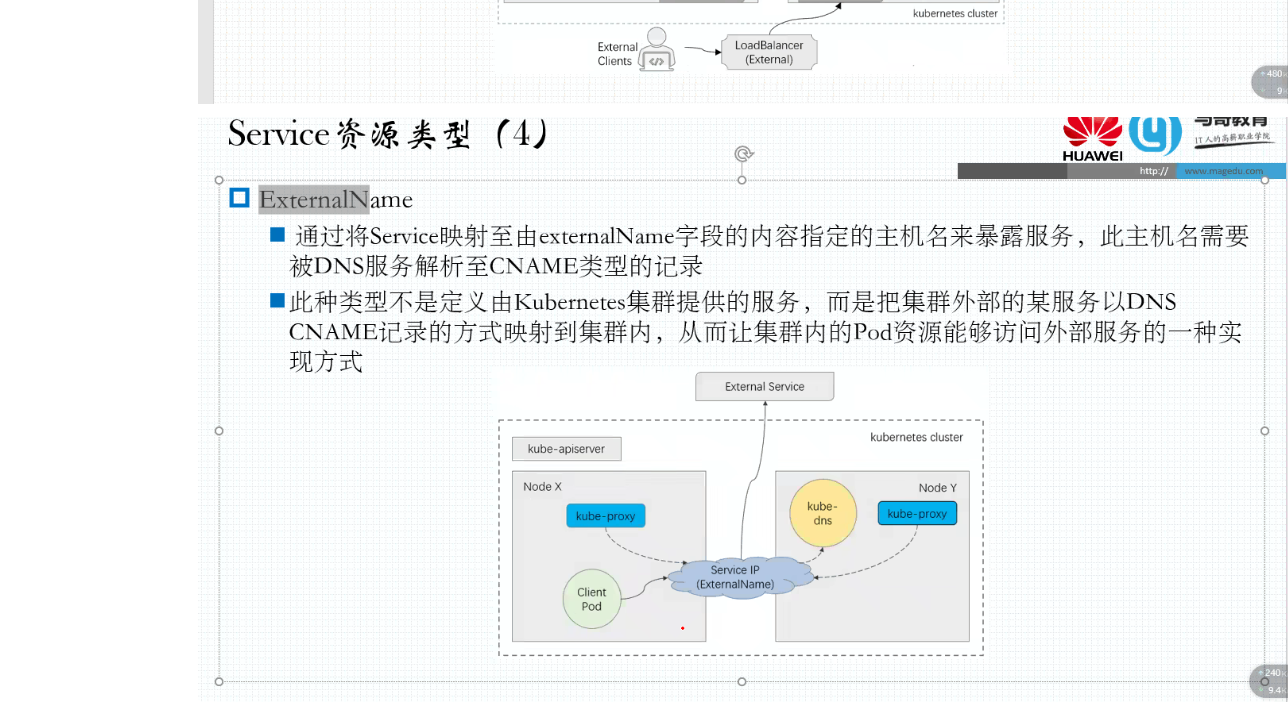 kubernetes cluster
External
Clients
</>
LoadBalancer
(External)
480
9
Service资源类型（4）
HUAWEI
马哥教育
IT人的高薪职业学院
http://
www.magedu.com
ExternalName
通过将Service映射至由externalName字段的内容指定的主机名来暴露服务，此主机名需要
被DNS服务解析至CNAME类型的记录
此种类型不是定义由Kubernetes集群提供的服务，而是把集群外部的某服务以DNS
CNAME记录的方式映射到集群内，从而让集群内的Pod资源能够访问外部服务的一种实
现方式
External Service
kubernetes cluster
kube-apiserver
Node X
Node Y
kube-proxy
kube-
dns
kube-proxy
Service IP
(ExternalName)
Client
Pod
240
9.4